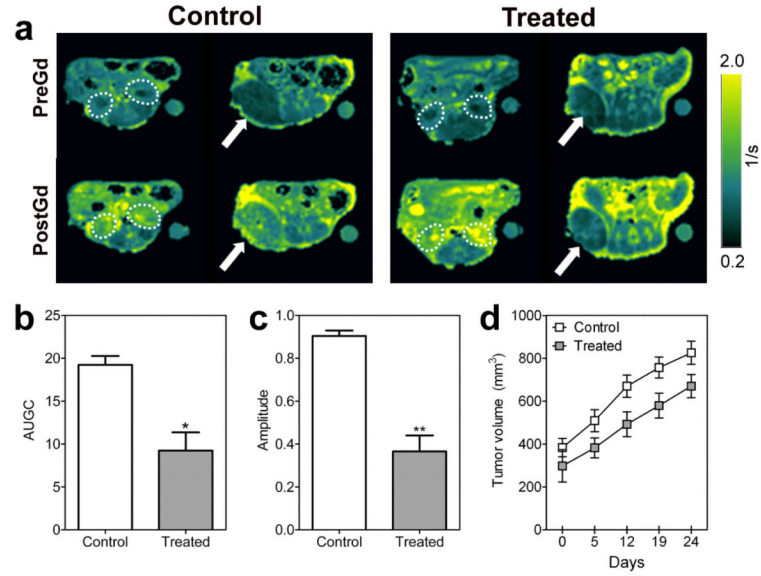 a
Control
Treated
PreGd
PostGd
2.0
1/s
0.2
b
25
20
15
10
5
0
AUGC
*
Control
Treated
c
1.0
0.8
0.6
0.4
0.2
0.0
Amplitude
**
Control
Treated
d
1000
800
600
400
200
0
Tumor volume (mm³)
Control
Treated
0 5 12 19 24
Days